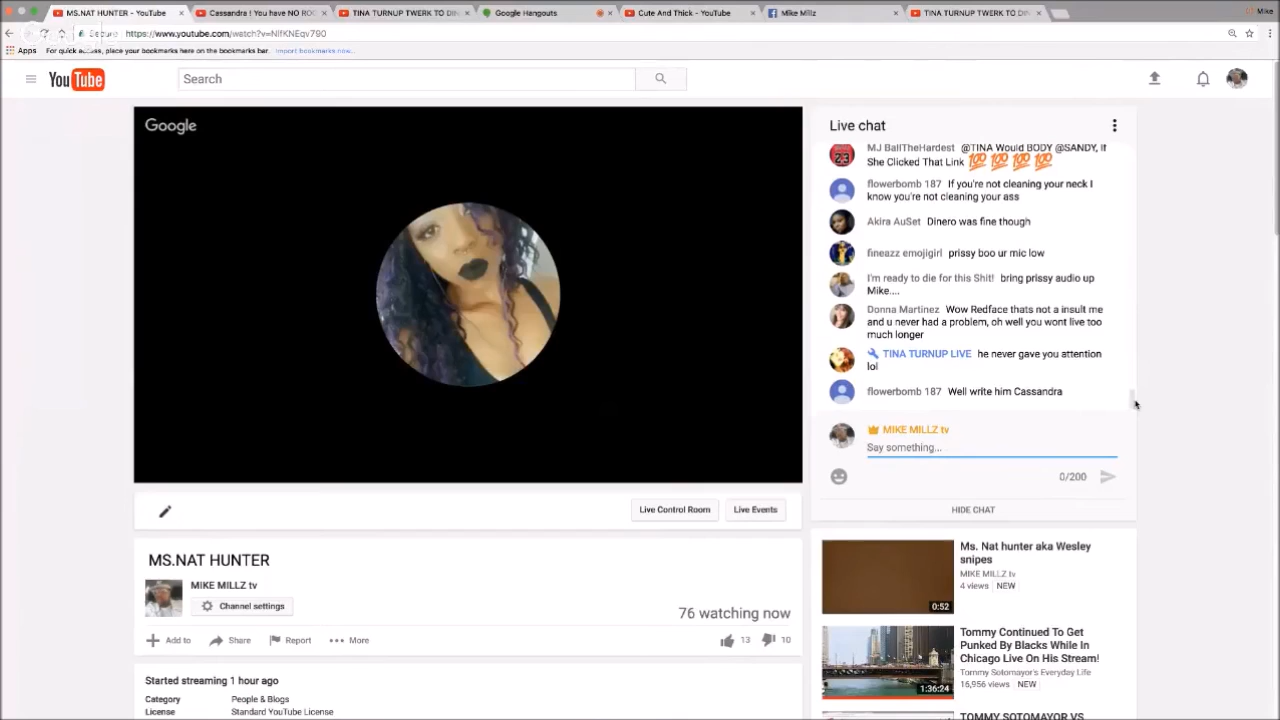 MS.NAT HUNTER - YouTube
Cassandra ! You have NO RO
TINA TURNUP TWERK TO DI
Google Hangouts
Cute And Thick - YouTube
Mike Millz
TINA TURNUP TWERK TO DI
Mike
Secure https://www.youtube.com/watch?v=NIfKNEqv790
Apps For quick access, place your bookmarks here on the bookmarks bar. Import bookmarks now...
YouTube
Search
Google
Live chat
MJ BallTheHardest @TINA Would BODY @SANDY, If
She Clicked That Link 💯 💯 💯 💯
23
flowerbomb 187 If you're not cleaning your neck I
know you're not cleaning your ass
Akira AuSet Dinero was fine though
fineazz emojigirl prissy boo ur mic low
I'm ready to die for this Shit! bring prissy audio up
Mike....
Donna Martinez Wow Redface thats not a insult me
and u never had a problem, oh well you wont live too
much longer
TINA TURNUP LIVE he never gave you attention
lol
flowerbomb 187 Well write him Cassandra
MIKE MILLZ tv
Say something...
0/200
HIDE CHAT
Live Control Room
Live Events
MS.NAT HUNTER
MIKE MILLZ tv
Channel settings
76 watching now
Add to Share Report More
13 10
Started streaming 1 hour ago
Category People & Blogs
License Standard YouTube License
Ms. Nat hunter aka Wesley
snipes
MIKE MILLZ tv
4 views NEW
0:52
Tommy Continued To Get
Punked By Blacks While In
Chicago Live On His Stream!
Tommy Sotomayor's Everyday Life
16,956 views NEW
1:36:24
TOMMY SOTOMAYOR VS